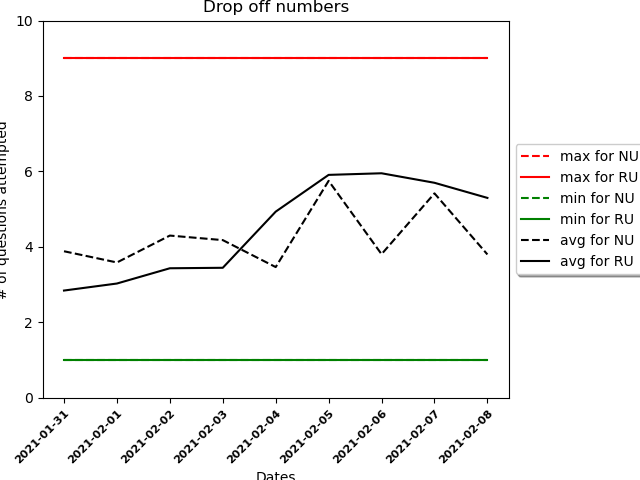 Drop off numbers
10
8
6
4
2
0
# of questions attempted
2021-01-31
2021-02-01
2021-02-02
2021-02-03
2021-02-04
2021-02-05
2021-02-06
2021-02-07
2021-02-08
Dates
max for NU
max for RU
min for NU
min for RU
avg for NU
avg for RU